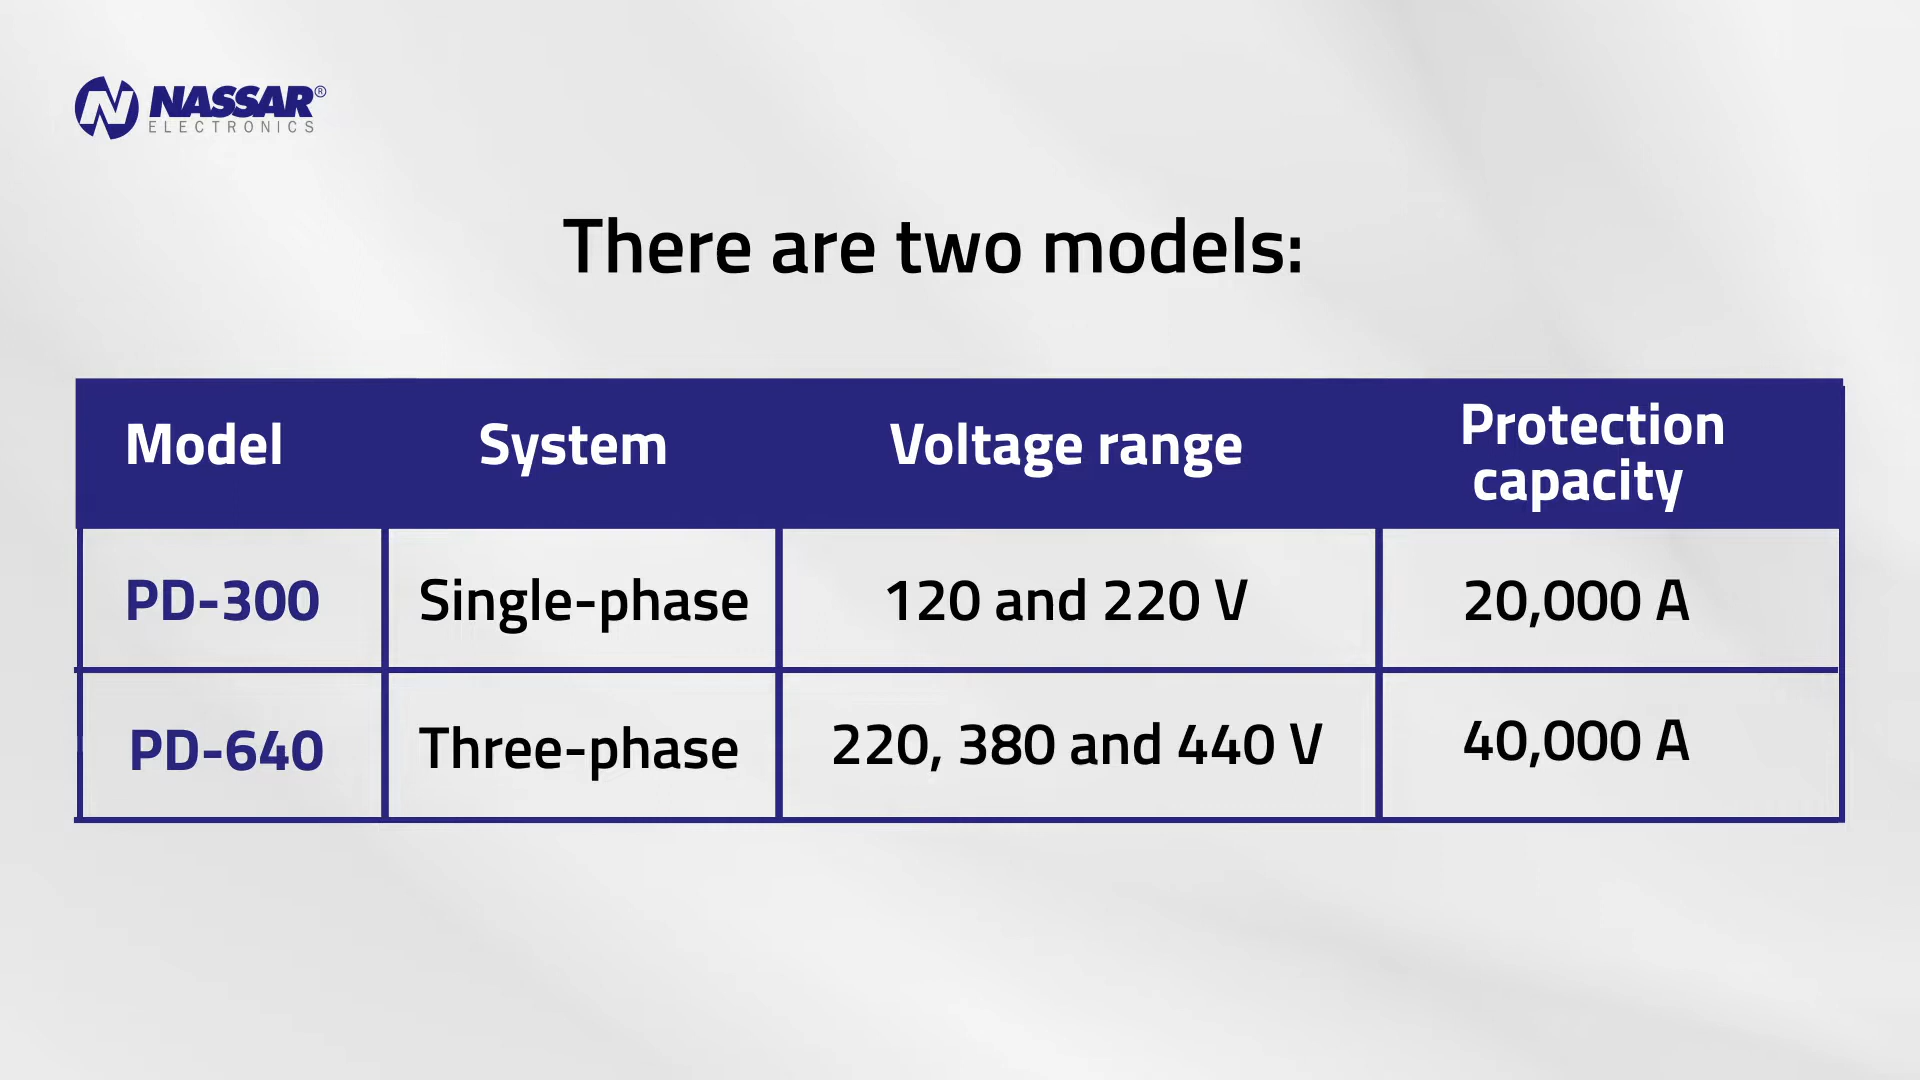 NASSAR®
ELECTRONICS
There are two models:
Model System Voltage range Protection capacity
PD-300 Single-phase 120 and 220 V 20,000 A
PD-640 Three-phase 220, 380 and 440 V 40,000 A